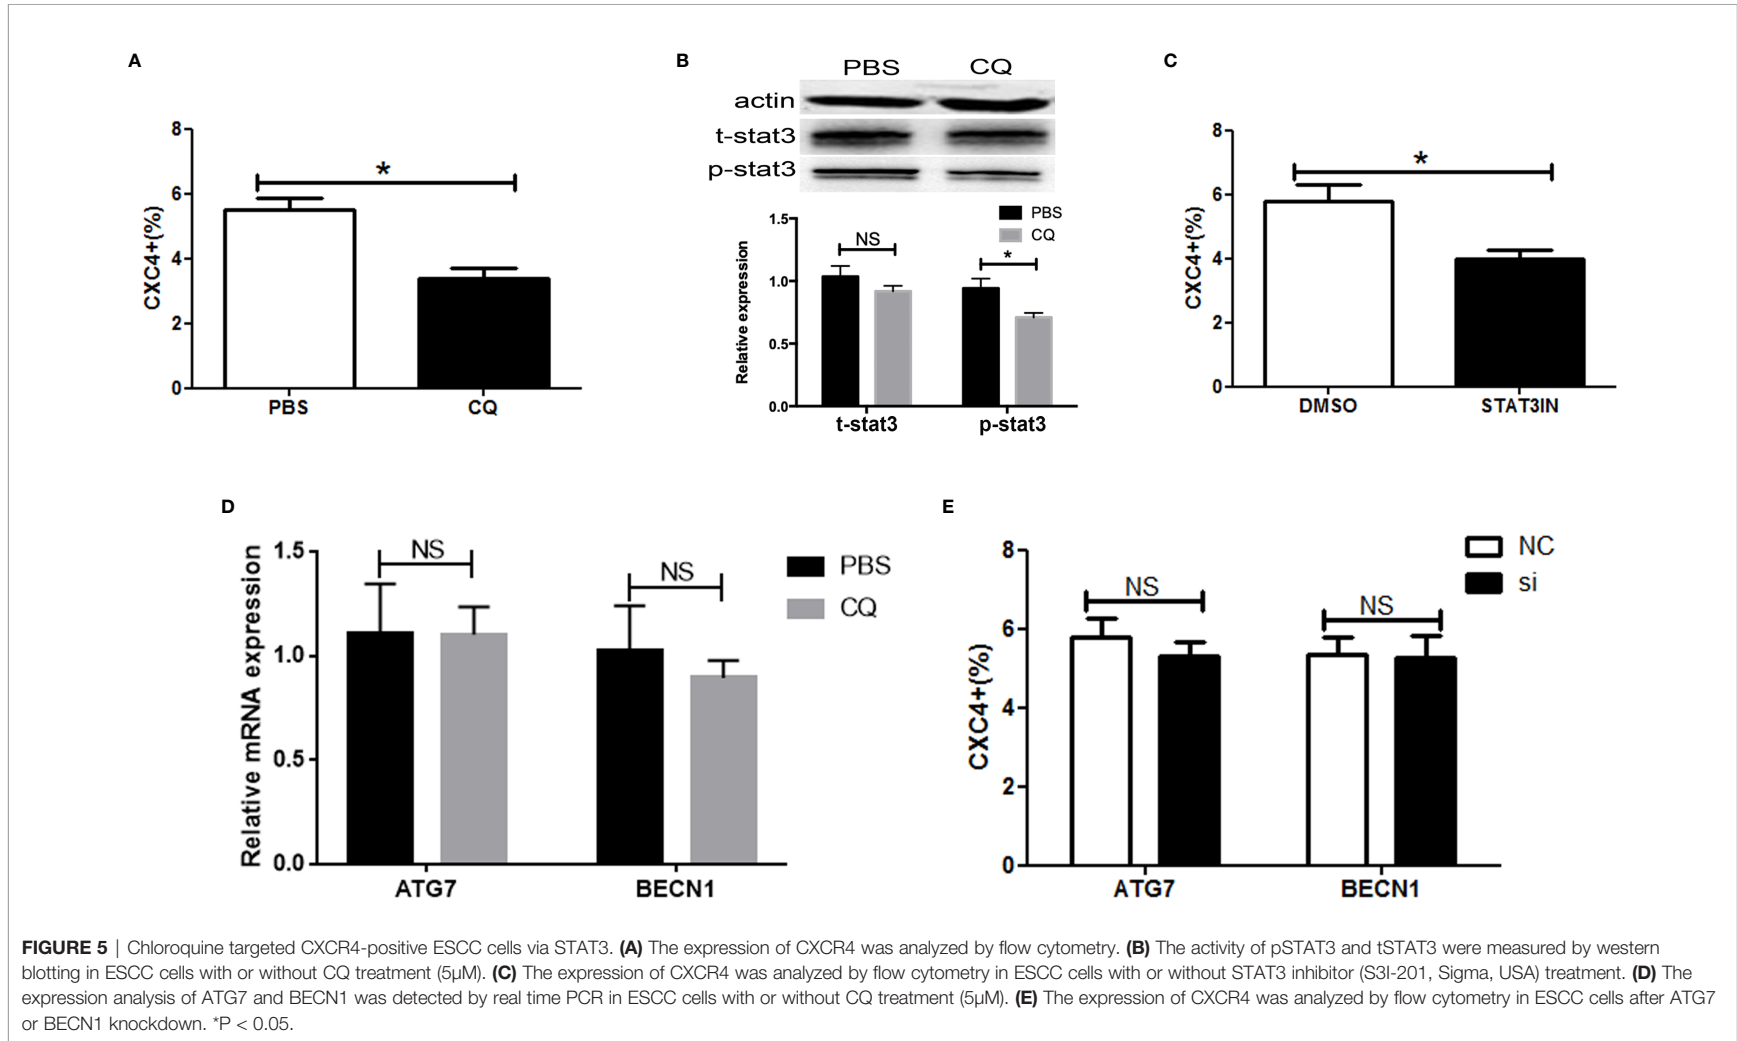 A
8
6
4
2
0
CXC4+(%)
*
PBS
CQ
B
PBS CQ
actin
t-stat3
p-stat3
1.5
1.0
0.5
0.0
Relative expression
PBS
CQ
NS
*
t-stat3
p-stat3
C
8
6
4
2
0
CXC4+(%)
*
DMSO
STAT3IN
D
1.5
1.0
0.5
0.0
Relative mRNA expression
NS
NS
PBS
CQ
ATG7
BECN1
E
8
6
4
2
0
CXC4+(%)
NS
NS
NC
si
ATG7
BECN1
FIGURE 5 | Chloroquine targeted CXCR4-positive ESCC cells via STAT3. (A) The expression of CXCR4 was analyzed by flow cytometry. (B) The activity of pSTAT3 and tSTAT3 were measured by western
blotting in ESCC cells with or without CQ treatment (5μM). (C) The expression of CXCR4 was analyzed by flow cytometry in ESCC cells with or without STAT3 inhibitor (S3I-201, Sigma, USA) treatment. (D) The
expression analysis of ATG7 and BECN1 was detected by real time PCR in ESCC cells with or without CQ treatment (5μM). (E) The expression of CXCR4 was analyzed by flow cytometry in ESCC cells after ATG7
or BECN1 knockdown. *P < 0.05.